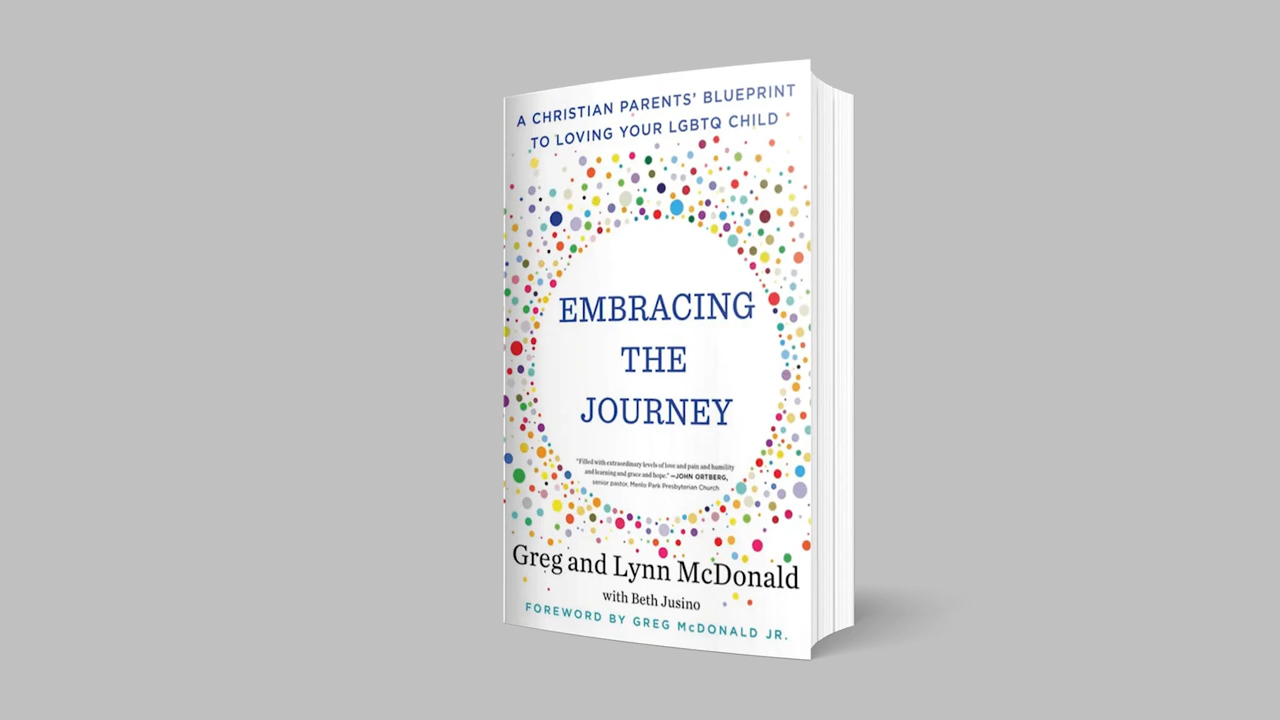 A CHRISTIAN PARENTS’ BLUEPRINT
TO LOVING YOUR LGBTQ CHILD
EMBRACING
THE
JOURNEY
“Filled with extraordinary levels of love and pain and humility
and learning and grace and hope.” —JOHN ORTBERG,
senior pastor, Menlo Park Presbyterian Church
Greg and Lynn McDonald
with Beth Jusino
FOREWORD BY GREG McDONALD JR.